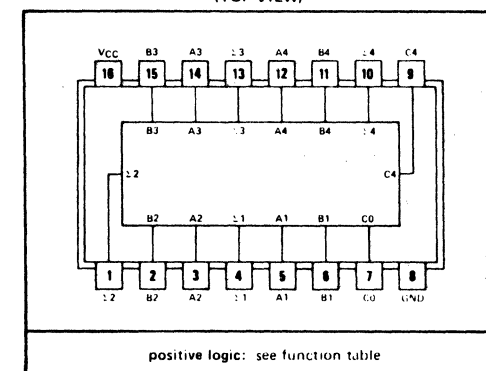 VCC B3 A3 Σ3 A4 B4 Σ4 C4
16 15 14 13 12 11 10 9
B3 A3 Σ3 A4 B4 Σ4
Σ2 C4
B2 A2 Σ1 A1 B1 C0
1 2 3 4 5 6 7 8
Σ2 B2 A2 Σ1 A1 B1 C0 GND
positive logic: see function table